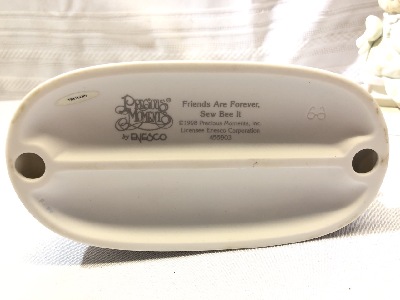 PRECIOUS
MOMENTS
by ENESCO
Friends Are Forever,
Sew Bee It
©1998 Precious Moments, Inc.
Licensee Enesco Corporation
455903